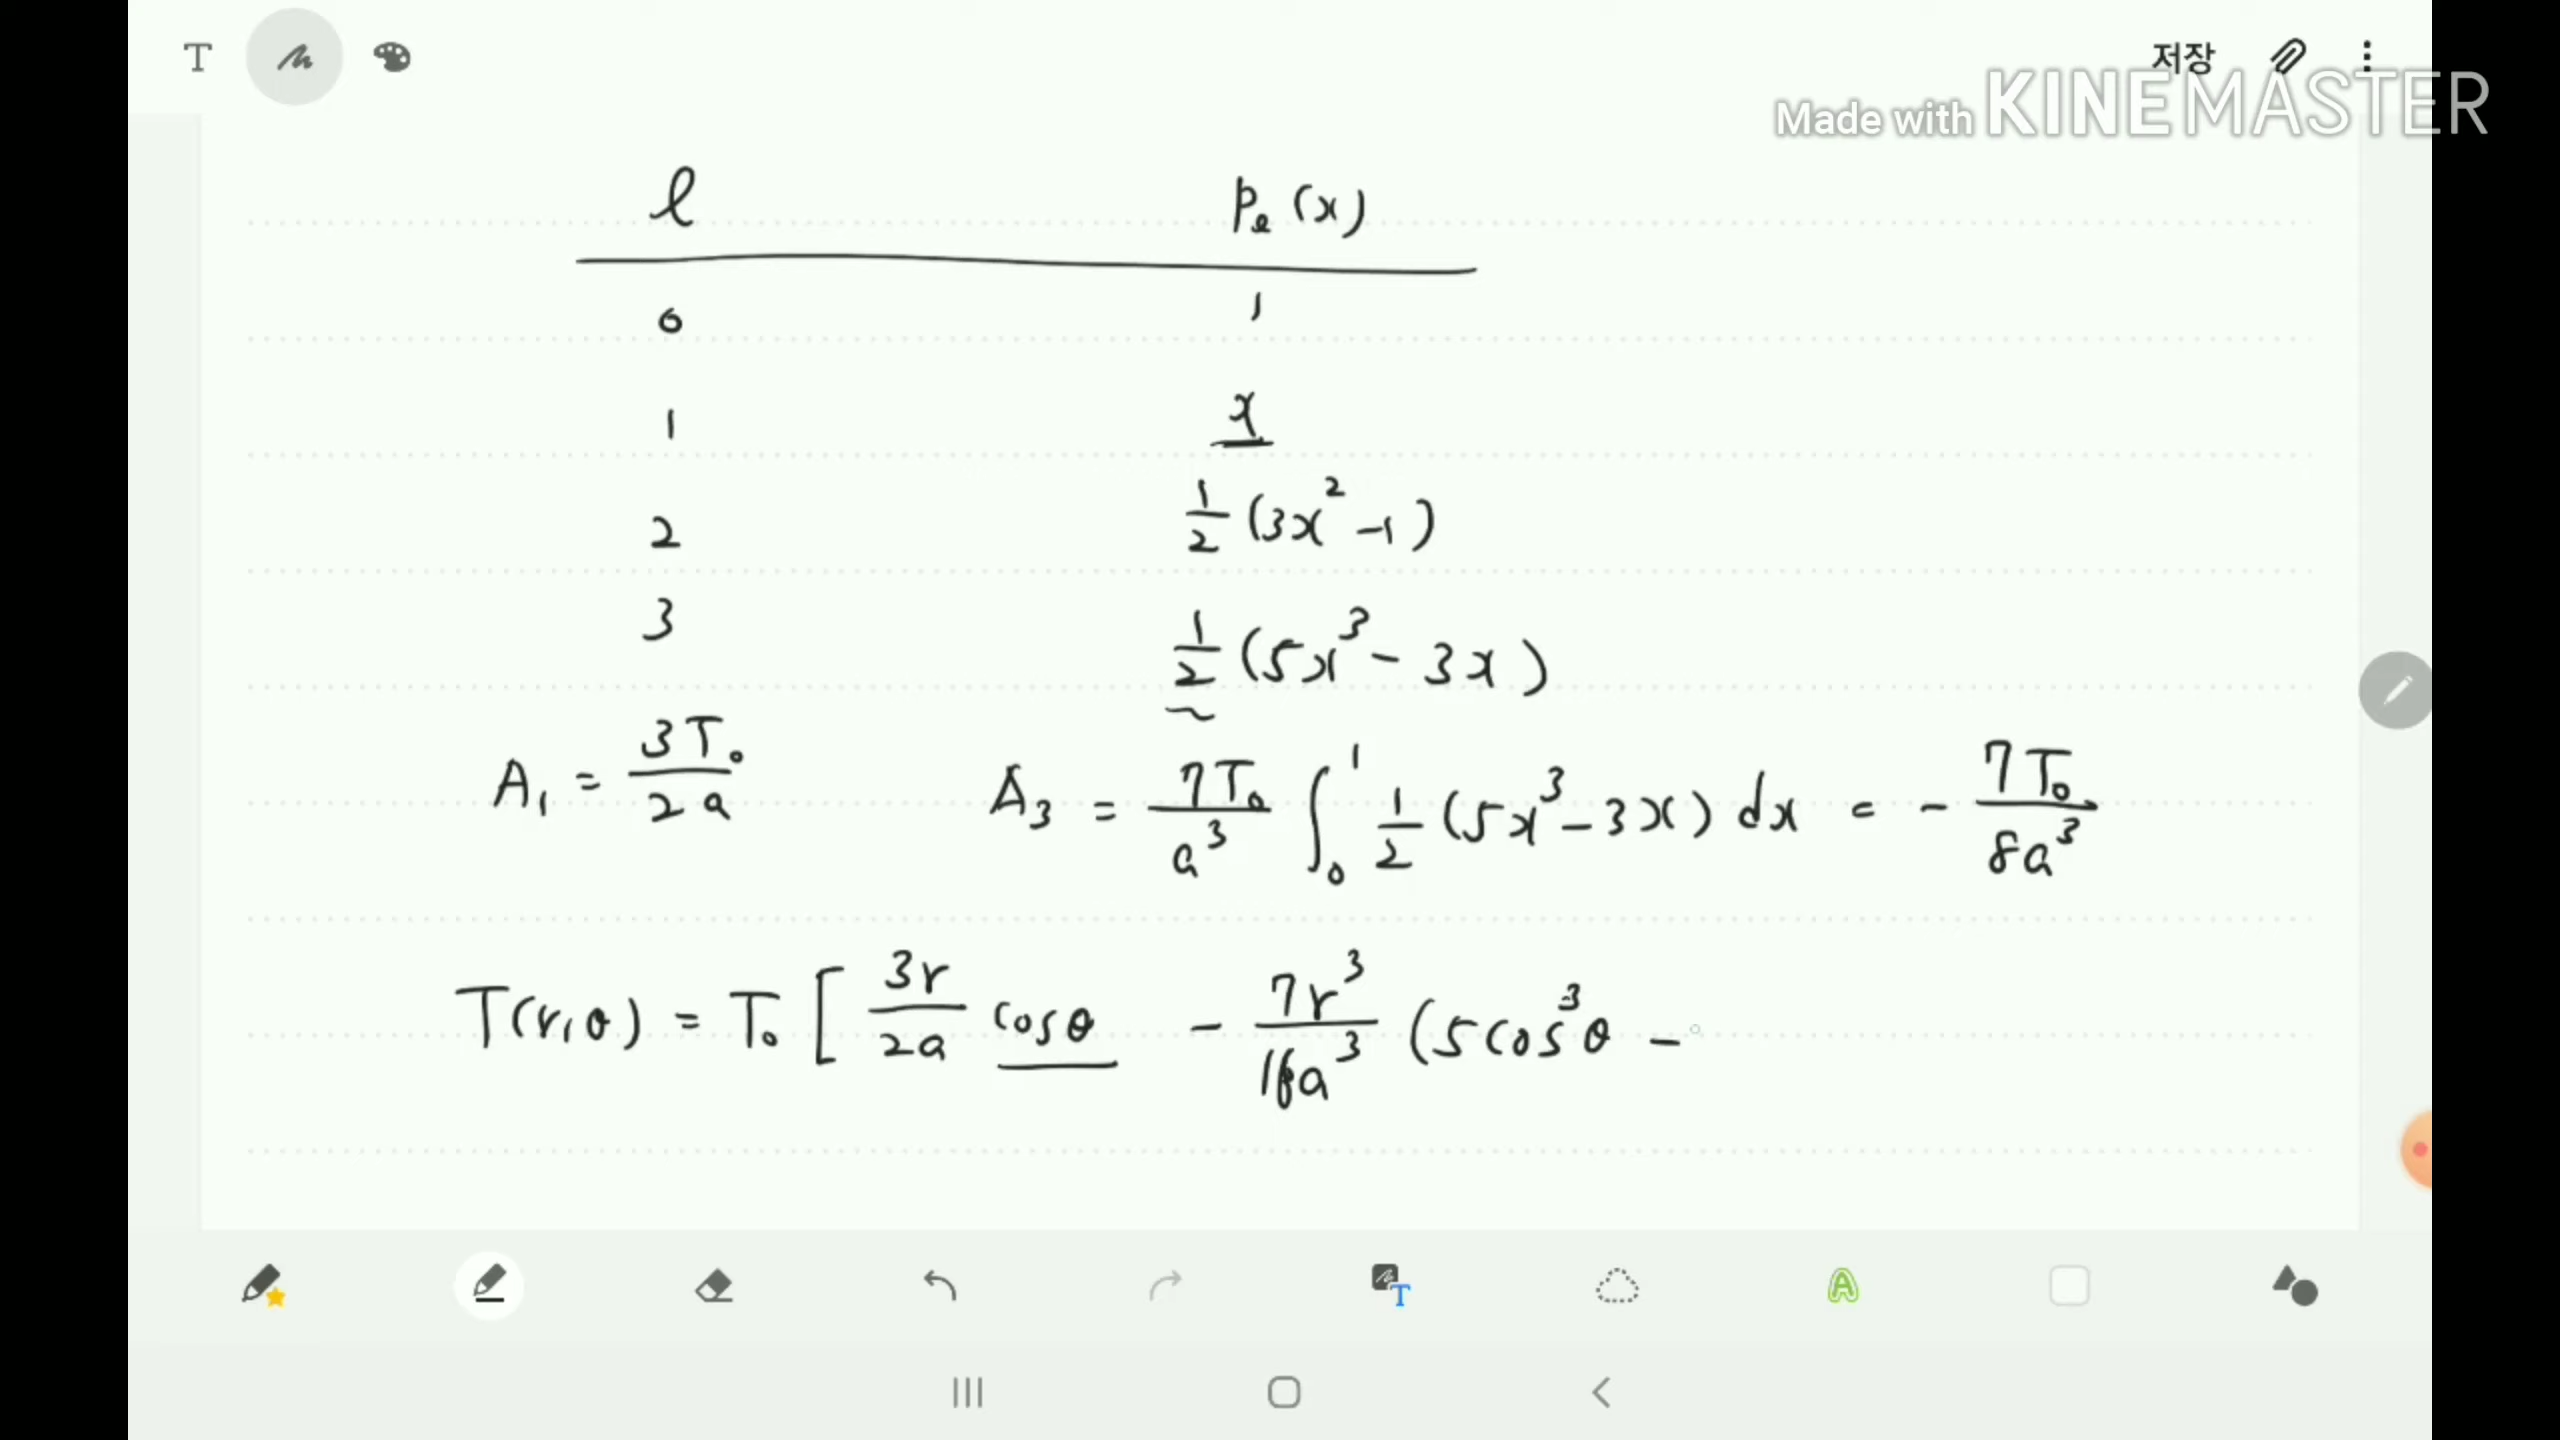 T 저장
Made with KINEMASTER
ℓ Pℓ(x)
0 1
1 x
2 1/2 (3x² -1)
3 1/2 (5x³ - 3x)
A₁ = 3T₀/2a A₃ = 7T₀/a³ ∫₀¹ 1/2 (5x³ - 3x) dx = - 7T₀/8a³
T(r,θ) = T₀ [ 3r/2a cosθ - 7r³/16a³ (5cos³θ -
T A